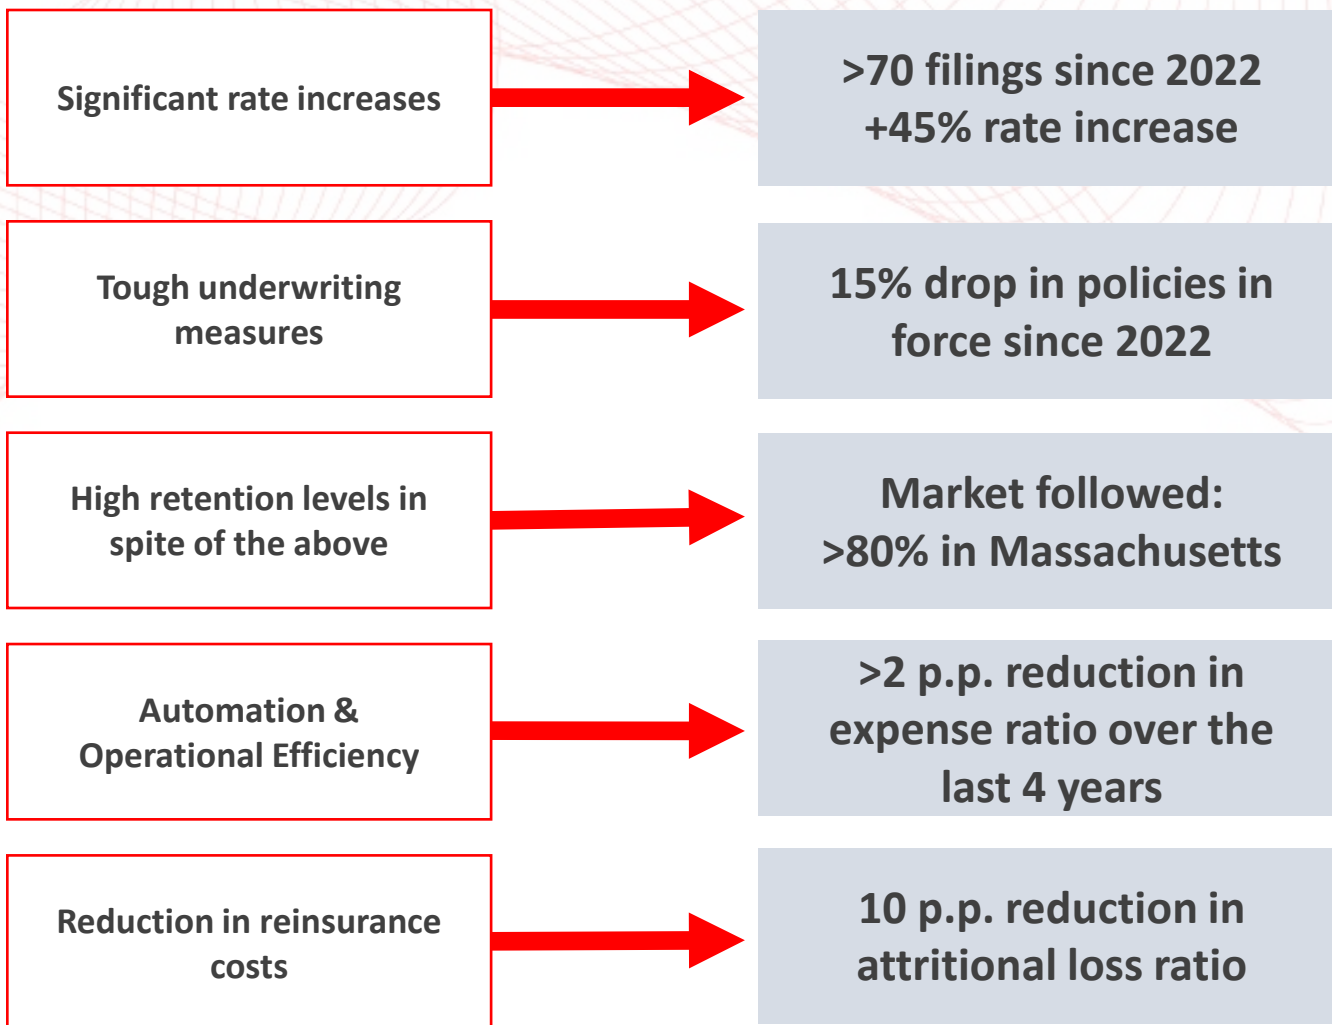 Significant rate increases
>70 filings since 2022
+45% rate increase
Tough underwriting
measures
15% drop in policies in
force since 2022
High retention levels in
spite of the above
Market followed:
>80% in Massachusetts
Automation &
Operational Efficiency
>2 p.p. reduction in
expense ratio over the
last 4 years
Reduction in reinsurance
costs
10 p.p. reduction in
attritional loss ratio